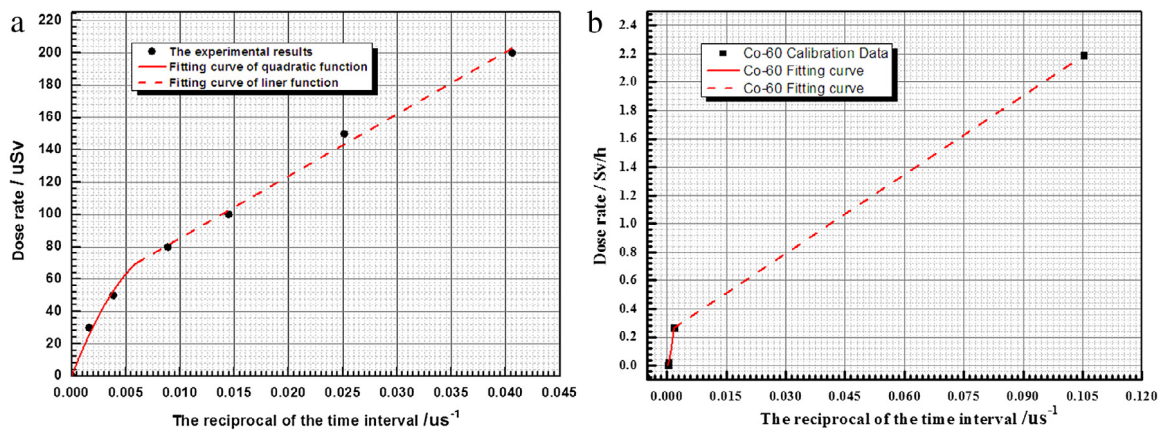 a
The experimental results
Fitting curve of quadratic function
Fitting curve of liner function
Dose rate / uSv
220
200
180
160
140
120
100
80
60
40
20
0
0.000 0.005 0.010 0.015 0.020 0.025 0.030 0.035 0.040 0.045
The reciprocal of the time interval /us-1
b
Co-60 Calibration Data
Co-60 Fitting curve
Co-60 Fitting curve
Dose rate / Sv/h
2.4
2.2
2.0
1.8
1.6
1.4
1.2
1.0
0.8
0.6
0.4
0.2
0.0
0.000 0.015 0.030 0.045 0.060 0.075 0.090 0.105 0.120
The reciprocal of the time interval /us-1